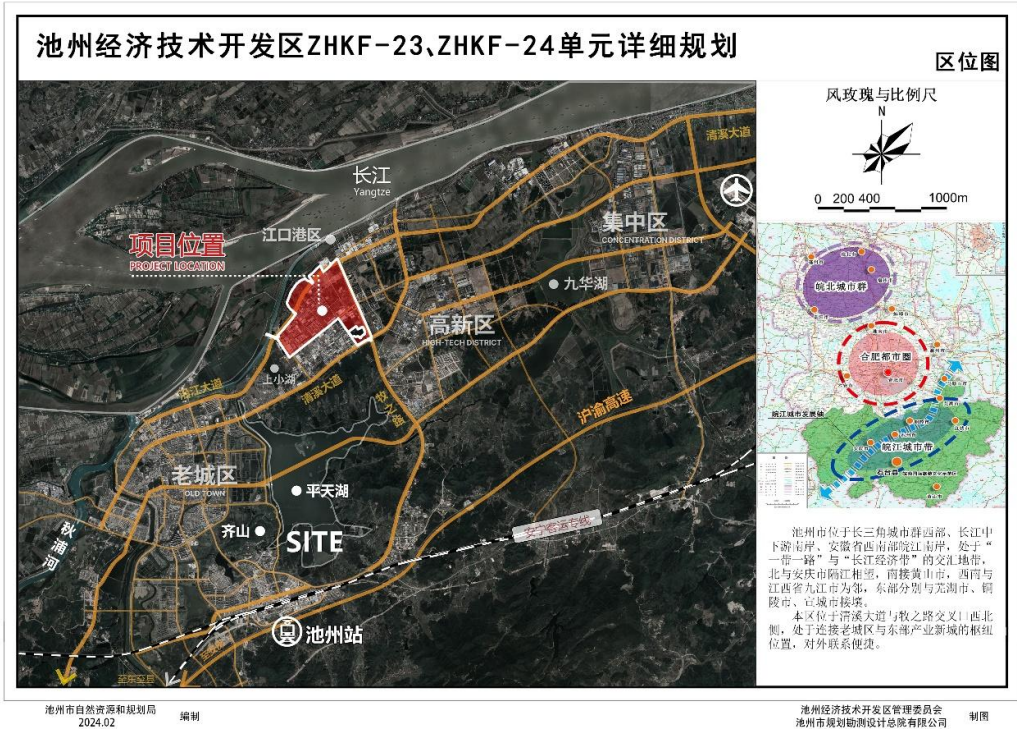 池州经济技术开发区ZHKF-23、ZHKF-24单元详细规划
区位图
风玫瑰与比例尺
N
0 200 400 1000m
长江
Yangtze
清溪大道
江口港区
集中区
CONCENTRATION DISTRICT
项目位置
PROJECT LOCATION
九华湖
高新区
HIGH-TECH DISTRICT
上小湖
清溪大道
沪渝高速
老城区
OLD TOWN
平天湖
齐山
SITE
秋浦河
池州站
至东至县
皖北城市群
合肥都市圈
皖江城市发展轴
皖江城市带
池州市位于长三角城市群西部、长江中
下游南岸、安徽省西南部皖江南岸，处于“
一带一路”与“长江经济带”的交汇地带，
北与安庆市隔江相望，南接黄山市，西南与
江西省九江市为邻，东部分别与芜湖市、铜
陵市、宣城市接壤。
本区位于清溪大道与牧之路交叉口西北
侧，处于连接老城区与东部产业新城的枢纽
位置，对外联系便捷。
池州市自然资源和规划局
2024.02
编制
池州经济技术开发区管理委员会
池州市规划勘测设计总院有限公司
制图